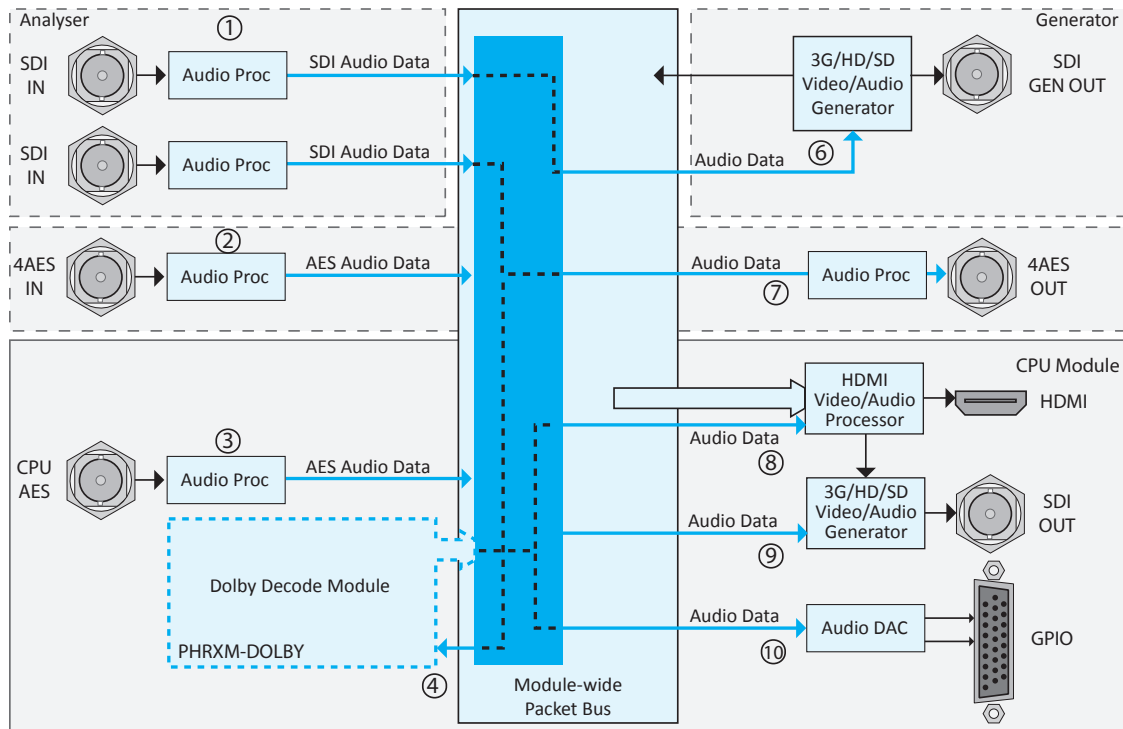 Analyser
①
SDI
IN
Audio Proc
SDI Audio Data
SDI
IN
Audio Proc
SDI Audio Data
②
4AES
IN
Audio Proc
AES Audio Data
③
CPU
AES
Audio Proc
AES Audio Data
Dolby Decode Module
PHRXM-DOLBY
④
Module-wide
Packet Bus
Generator
3G/HD/SD
Video/Audio
Generator
SDI
GEN OUT
Audio Data
⑥
Audio Data
⑦
Audio Proc
4AES
OUT
CPU Module
HDMI
Video/Audio
Processor
HDMI
Audio Data
⑧
3G/HD/SD
Video/Audio
Generator
SDI
OUT
Audio Data
⑨
Audio Data
⑩
Audio DAC
GPIO